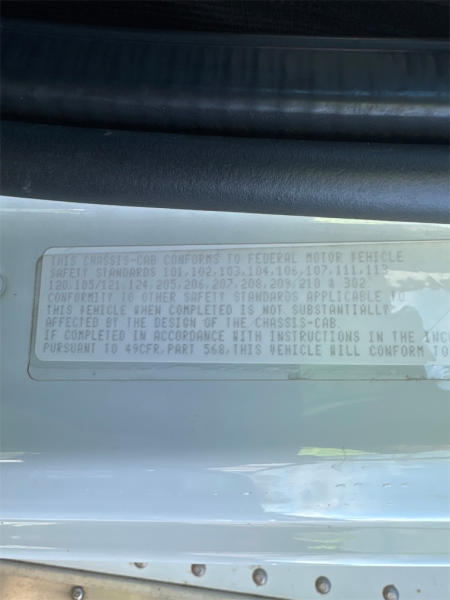 THIS CHASSIS-CAB CONFORMS TO FEDERAL MOTOR VEHICLE
SAFETY STANDARDS 101,102,103,104,106,107,111,113
120,105/121,124,205,206,207,208,209,210 & 302.
CONFORMITY TO OTHER SAFETY STANDARDS APPLICABLE TO
THIS VEHICLE WHEN COMPLETED IS NOT SUBSTANTIALLY
AFFECTED BY THE DESIGN OF THE CHASSIS-CAB.
IF COMPLETED IN ACCORDANCE WITH INSTRUCTIONS IN THE INC
PURSUANT TO 49CFR,PART 568,THIS VEHICLE WILL CONFORM TO